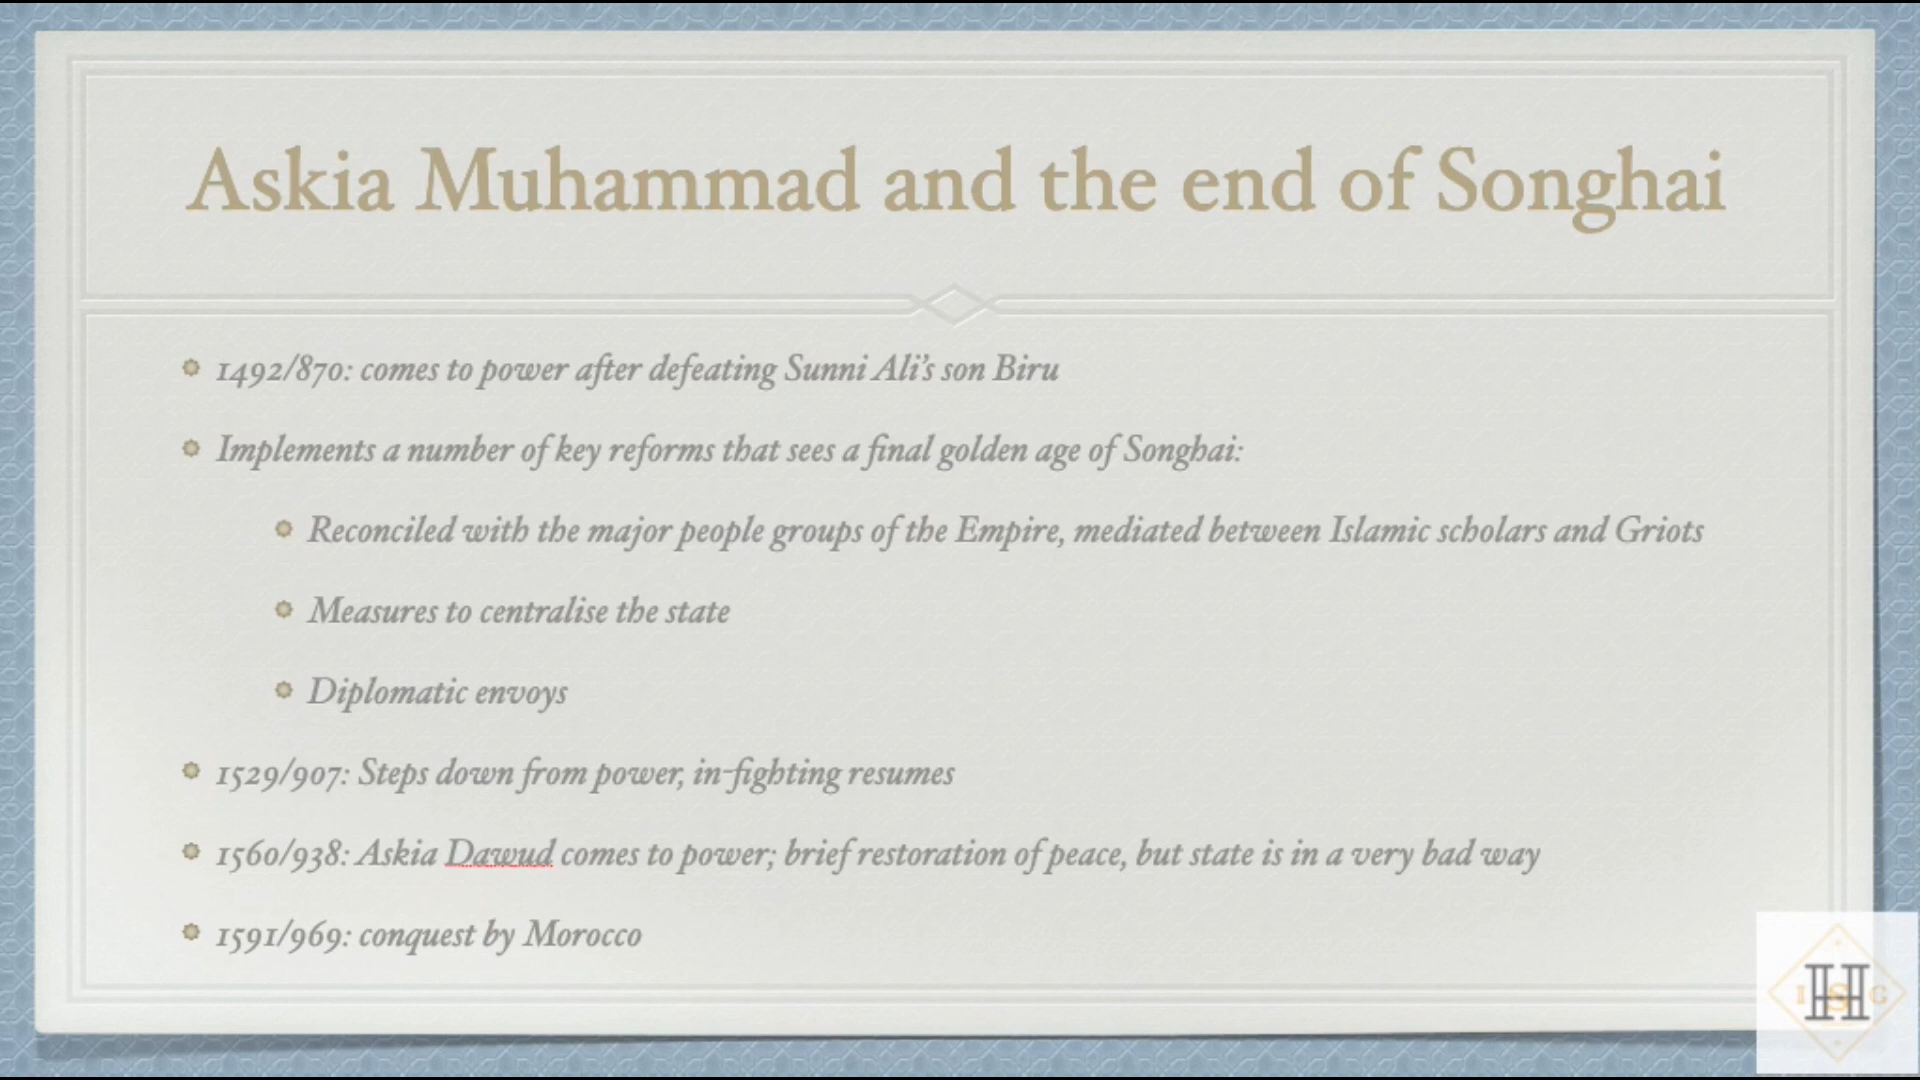 Askia Muhammad and the end of Songhai
1492/870: comes to power after defeating Sunni Ali’s son Biru
Implements a number of key reforms that sees a final golden age of Songhai:
Reconciled with the major people groups of the Empire, mediated between Islamic scholars and Griots
Measures to centralise the state
Diplomatic envoys
1529/907: Steps down from power, in-fighting resumes
1560/938: Askia Dawud comes to power; brief restoration of peace, but state is in a very bad way
1591/969: conquest by Morocco
I H S G